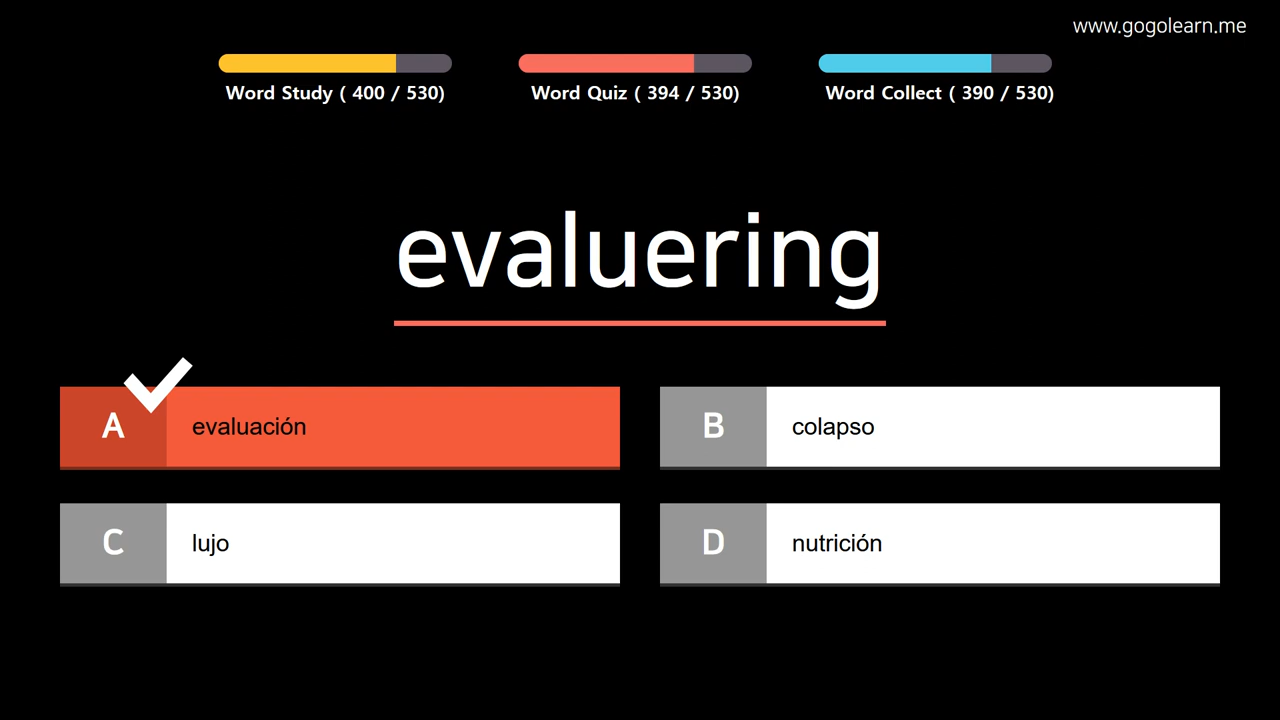 www.gogolearn.me
Word Study ( 400 / 530)
Word Quiz ( 394 / 530)
Word Collect ( 390 / 530)
evaluering
A evaluación
B colapso
C lujo
D nutrición